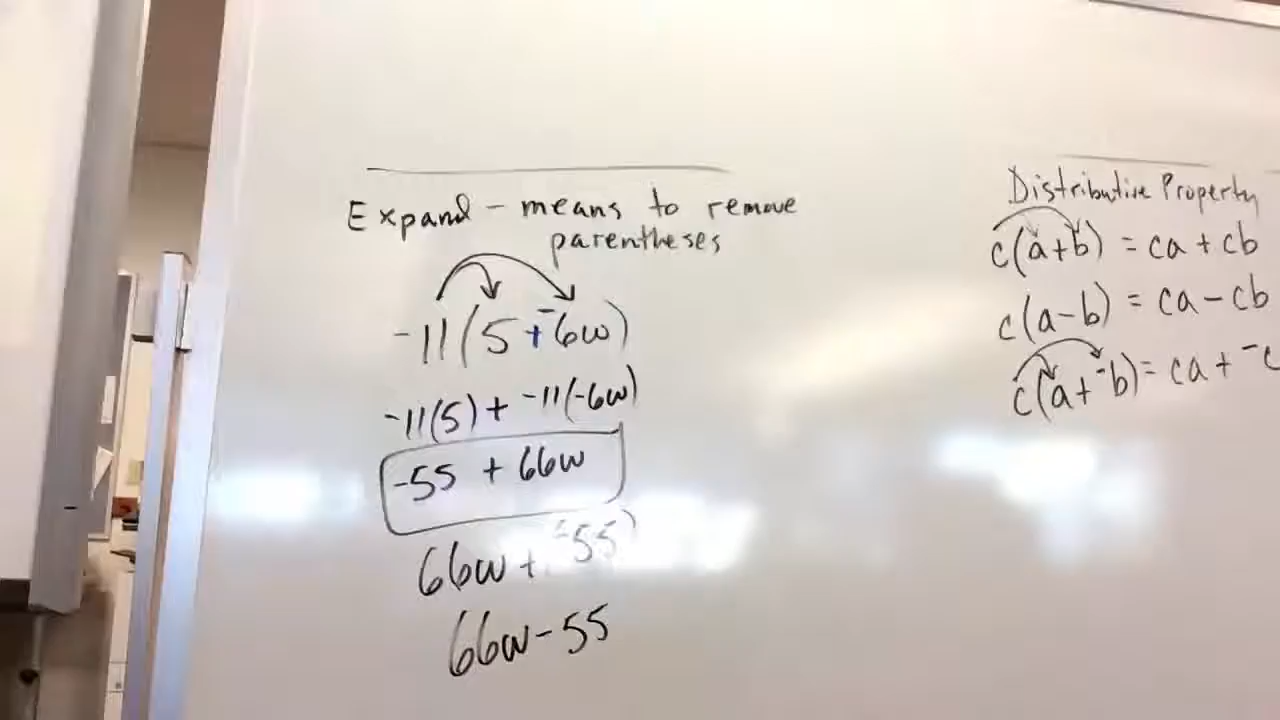 Expand - means to remove
parentheses
-11(5+⁻6w)
-11(5) + -11(-6w)
-55 + 66w
66w + ⁻55
66w - 55
Distributive Property
c(a+b) = ca + cb
c(a-b) = ca - cb
c(a+⁻b) = ca + ⁻c